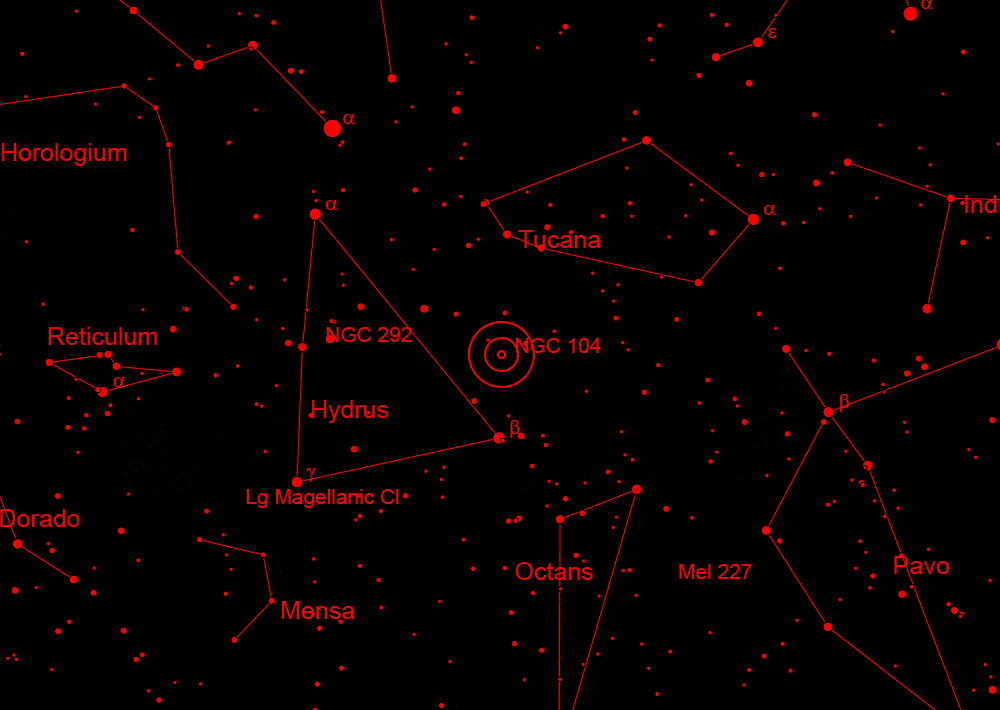 α
ε
α
Horologium
α
α
Ind
Tucana
Reticulum
NGC 292
NGC 104
α
β
Hydrus
β
γ
Lg Magellanic Cl
Dorado
Octans
Mel 227
Pavo
Mensa